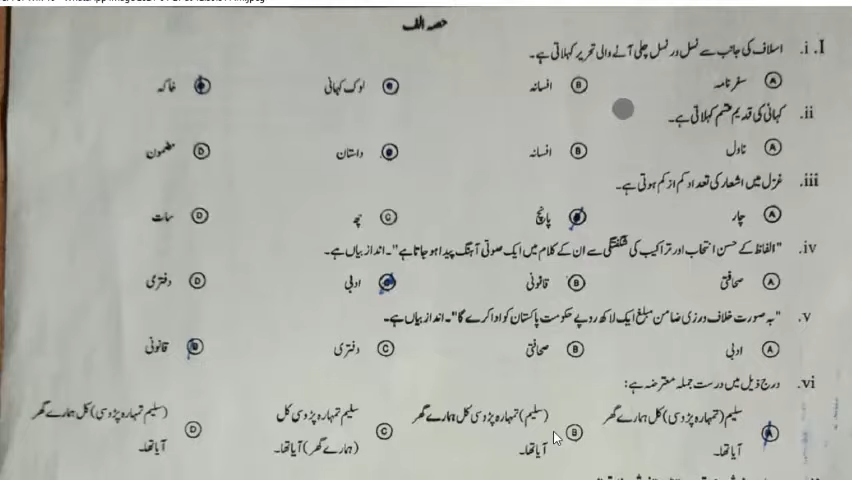 حصہ الف
I. i. اسلاف کی جانب سے نسل در نسل چلی آنے والی تحریر کہلاتی ہے۔
A سفر نامہ B افسانہ لوک کہانی خاکہ
ii. کہانی کی قدیم قسم کہلاتی ہے۔
A ناول B افسانہ داستان D مضمون
iii. غزل میں اشعار کی تعداد کم از کم ہوتی ہے۔
A چار پانچ C چھ D سات
iv. "الفاظ کے حسن انتخاب اور تراکیب کی شگفتگی سے ان کے کلام میں ایک صوتی آہنگ پیدا ہو جاتا ہے"۔ انداز بیاں ہے۔
A صحافتی B قانونی ادبی D دفتری
v. "بہ صورت خلاف ورزی ضامن مبلغ ایک لاکھ روپے حکومت پاکستان کو ادا کرے گا"۔ انداز بیاں ہے۔
A ادبی B صحافتی C دفتری قانونی
vi. درج ذیل میں درست جملہ معترضہ ہے:
A سلیم (تمہارہ پڑوسی) کل ہمارے گھر B (سلیم) تمہارہ پڑوسی کل ہمارے گھر C سلیم تمہارہ پڑوسی کل D (سلیم تمہارہ پڑوسی) کل ہمارے گھر
آیا تھا۔ آیا تھا۔ (ہمارے گھر) آیا تھا۔ آیا تھا۔